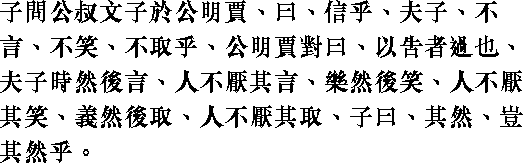 子問公叔文子於公明賈、曰、信乎、夫子、不
言、不笑、不取乎、公明賈對曰、以告者過也、
夫子時然後言、人不厭其言、樂然後笑、人不厭
其笑、義然後取、人不厭其取、子曰、其然、豈
其然乎。